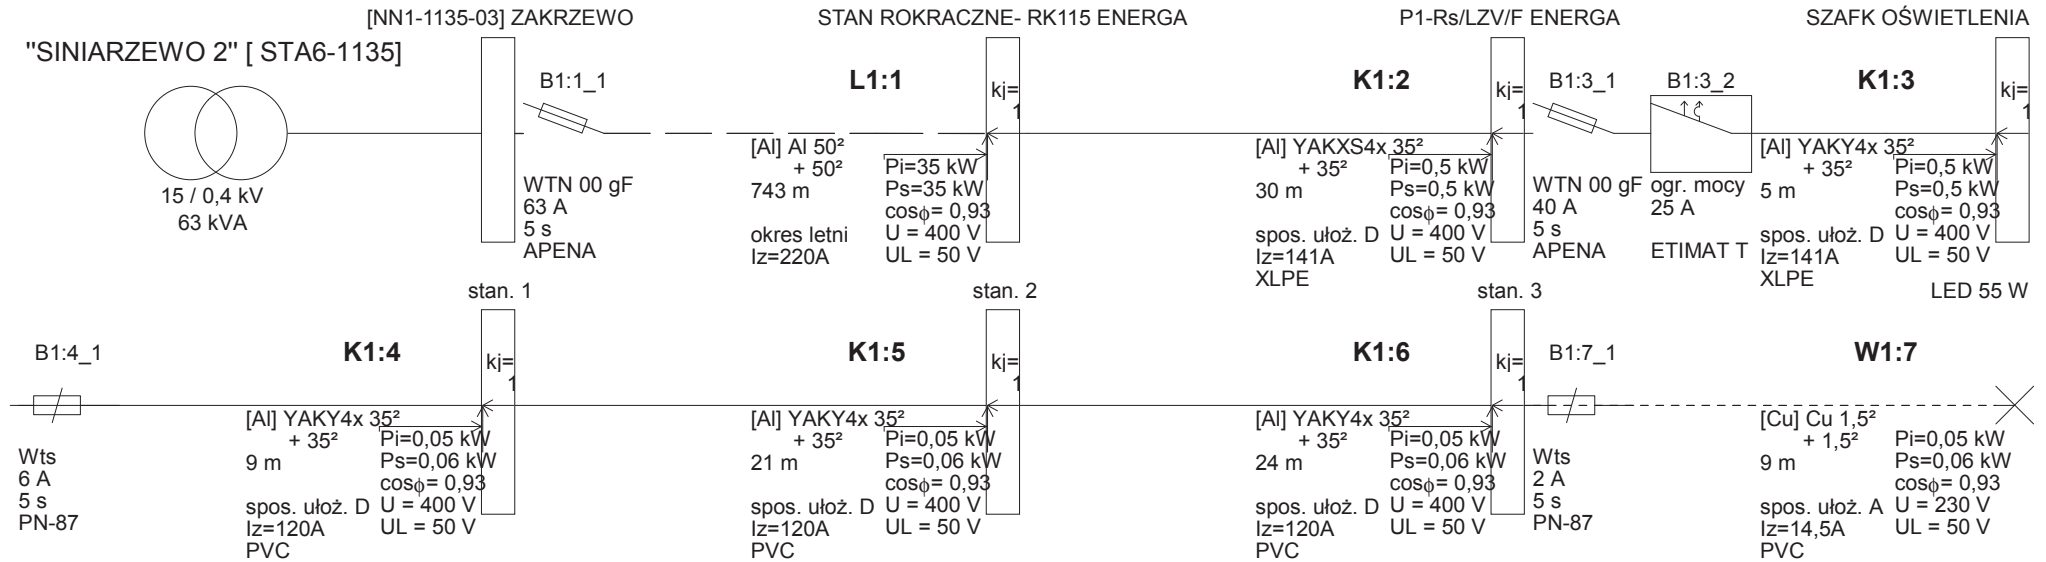 [NN1-1135-03] ZAKRZEWO
STAN ROKRACZNE- RK115 ENERGA
P1-Rs/LZV/F ENERGA
SZAFK OŚWIETLENIA
"SINIARZEWO 2" [ STA6-1135]
15 / 0,4 kV
63 kVA
B1:1_1
WTN 00 gF
63 A
5 s
APENA
L1:1
kj=
1
[Al] Al 50²
+ 50²
743 m
okres letni
Iz=220A
Pi=35 kW
Ps=35 kW
cosϕ= 0,93
U = 400 V
UL = 50 V
K1:2
kj=
1
[Al] YAKXS4x 35²
+ 35²
30 m
spos. ułoż. D
Iz=141A
XLPE
Pi=0,5 kW
Ps=0,5 kW
cosϕ= 0,93
U = 400 V
UL = 50 V
B1:3_1
WTN 00 gF
40 A
5 s
APENA
B1:3_2
ogr. mocy
25 A
ETIMAT T
K1:3
kj=
1
[Al] YAKY4x 35²
+ 35²
5 m
spos. ułoż. D
Iz=141A
XLPE
Pi=0,5 kW
Ps=0,5 kW
cosϕ= 0,93
U = 400 V
UL = 50 V
stan. 1
stan. 2
stan. 3
LED 55 W
B1:4_1
Wts
6 A
5 s
PN-87
K1:4
kj=
1
[Al] YAKY4x 35²
+ 35²
9 m
spos. ułoż. D
Iz=120A
PVC
Pi=0,05 kW
Ps=0,06 kW
cosϕ= 0,93
U = 400 V
UL = 50 V
K1:5
kj=
1
[Al] YAKY4x 35²
+ 35²
21 m
spos. ułoż. D
Iz=120A
PVC
Pi=0,05 kW
Ps=0,06 kW
cosϕ= 0,93
U = 400 V
UL = 50 V
K1:6
kj=
1
[Al] YAKY4x 35²
+ 35²
24 m
spos. ułoż. D
Iz=120A
PVC
Pi=0,05 kW
Ps=0,06 kW
cosϕ= 0,93
U = 400 V
UL = 50 V
B1:7_1
Wts
2 A
5 s
PN-87
W1:7
[Cu] Cu 1,5²
+ 1,5²
9 m
spos. ułoż. A
Iz=14,5A
PVC
Pi=0,05 kW
Ps=0,06 kW
cosϕ= 0,93
U = 230 V
UL = 50 V